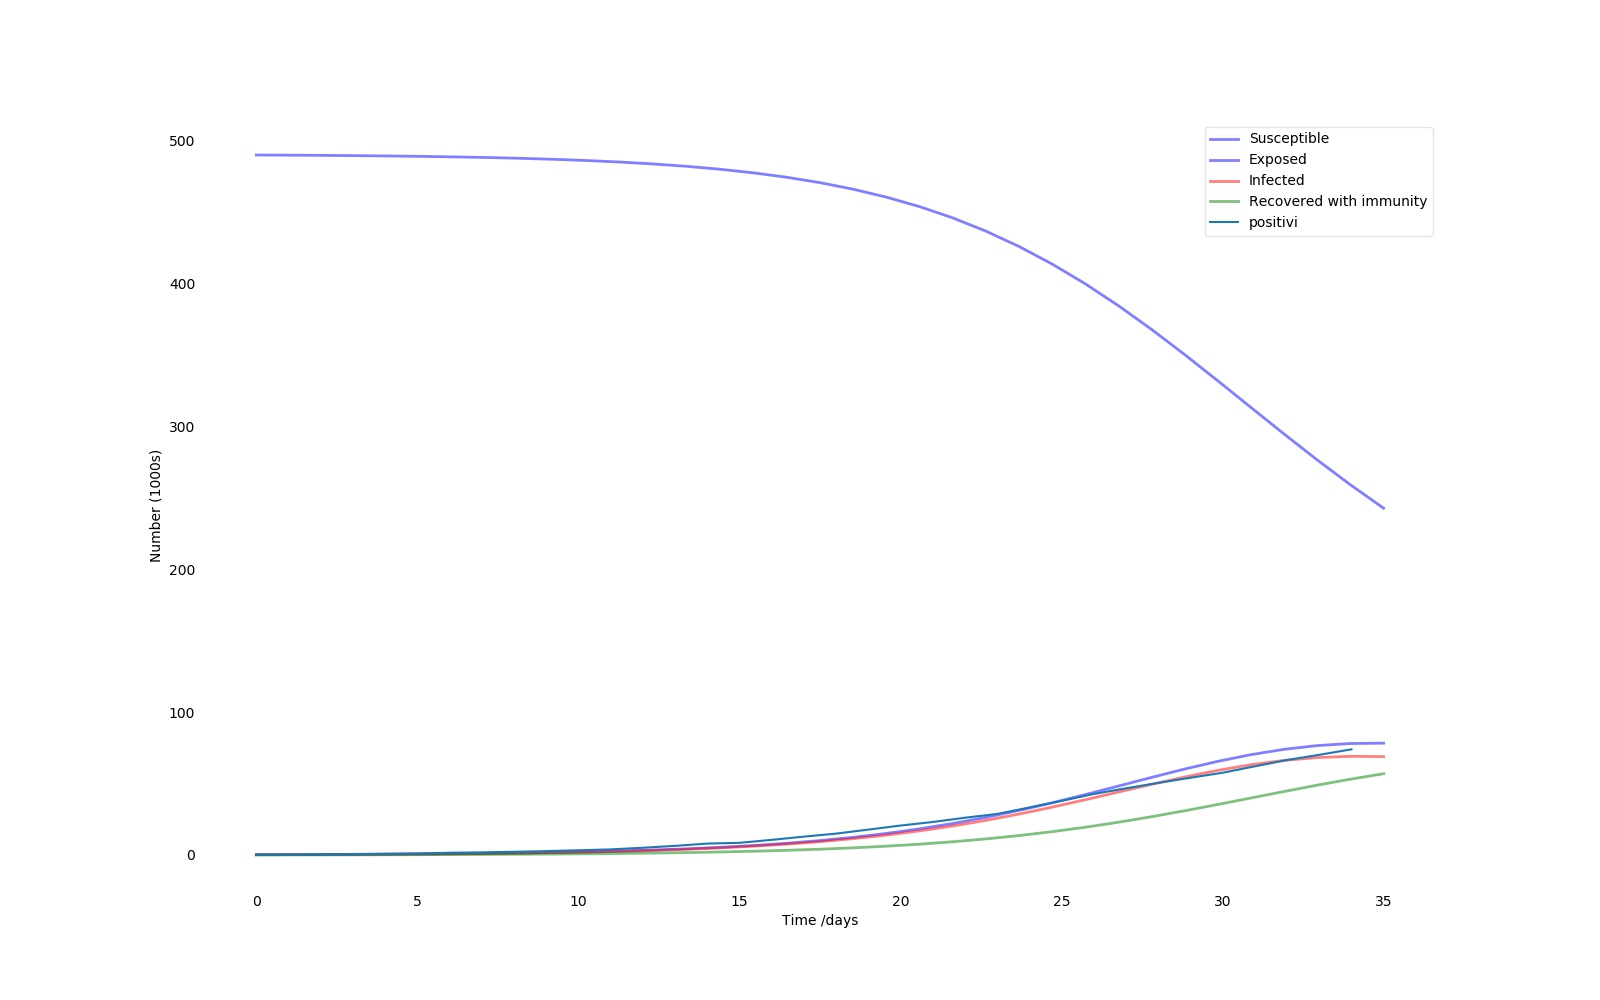 500
400
300
200
100
0
Number (1000s)
Susceptible
Exposed
Infected
Recovered with immunity
positivi
0 5 10 15 20 25 30 35
Time /days